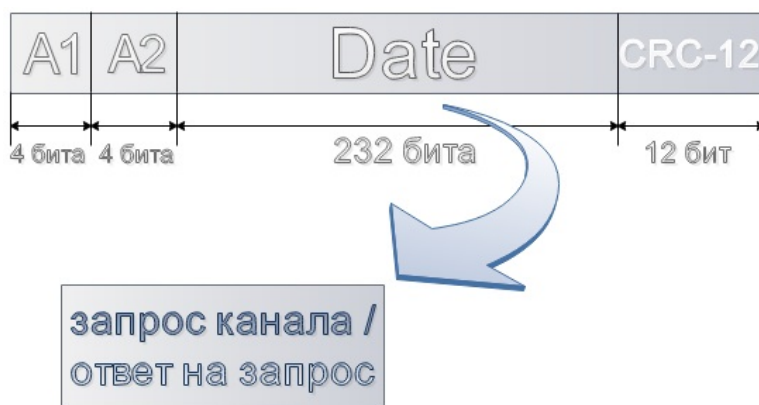 A1 A2 Date CRC-12
4 бита 4 бита 232 бита 12 бит
запрос канала /
ответ на запрос